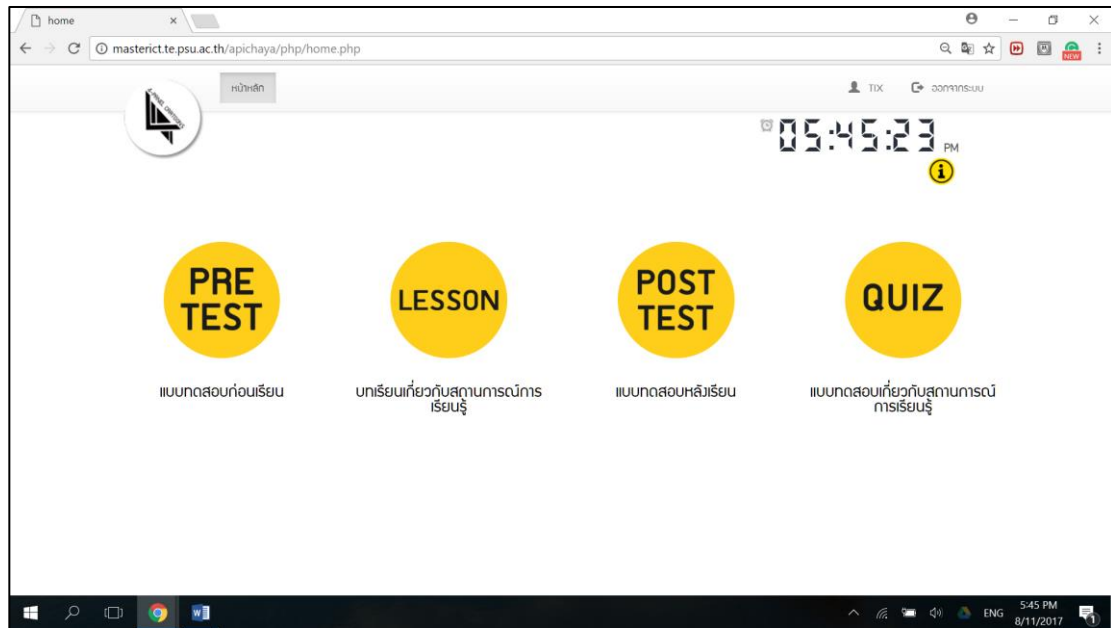 home
masterict.te.psu.ac.th/apichaya/php/home.php
NEW
หน้าหลัก
TIX
ออกจากระบบ
05:45:23 PM
PRE
TEST
LESSON
POST
TEST
QUIZ
แบบทดสอบก่อนเรียน
บทเรียนเกี่ยวกับสถานการณ์การ
เรียนรู้
แบบทดสอบหลังเรียน
แบบทดสอบเกี่ยวกับสถานการณ์
การเรียนรู้
ENG
5:45 PM
8/11/2017